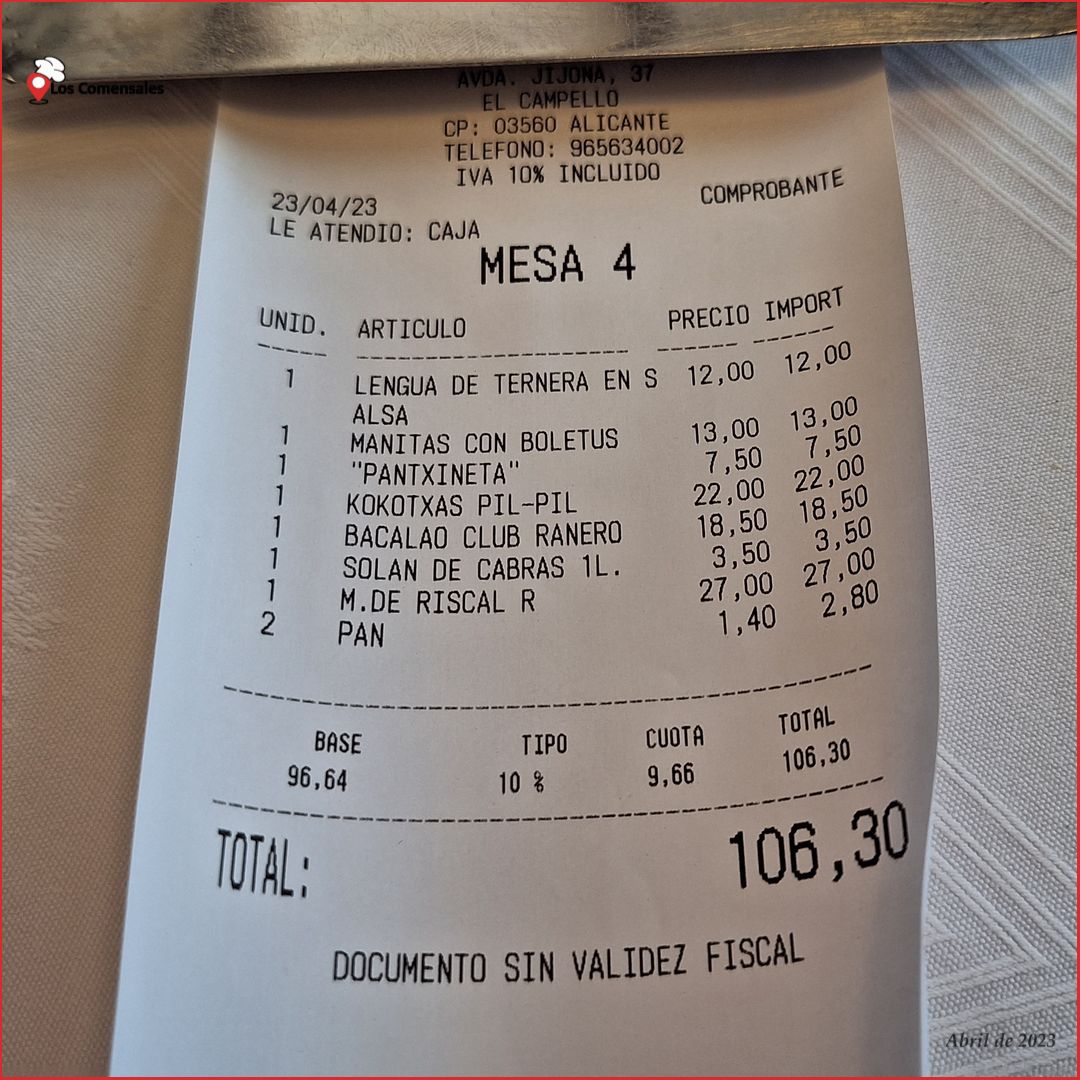 Los Comensales
AVDA. JIJONA, 37
EL CAMPELLO
CP: 03560 ALICANTE
TELEFONO: 965634002
IVA 10% INCLUIDO
23/04/23 COMPROBANTE
LE ATENDIO: CAJA
MESA 4
UNID. ARTICULO PRECIO IMPORT
1 LENGUA DE TERNERA EN S 12,00 12,00
ALSA
1 MANITAS CON BOLETUS 13,00 13,00
1 "PANTXINETA" 7,50 7,50
1 KOKOTXAS PIL-PIL 22,00 22,00
1 BACALAO CLUB RANERO 18,50 18,50
1 SOLAN DE CABRAS 1L. 3,50 3,50
1 M.DE RISCAL R 27,00 27,00
2 PAN 1,40 2,80
BASE TIPO CUOTA TOTAL
96,64 10 % 9,66 106,30
TOTAL: 106,30
DOCUMENTO SIN VALIDEZ FISCAL
Abril de 2023